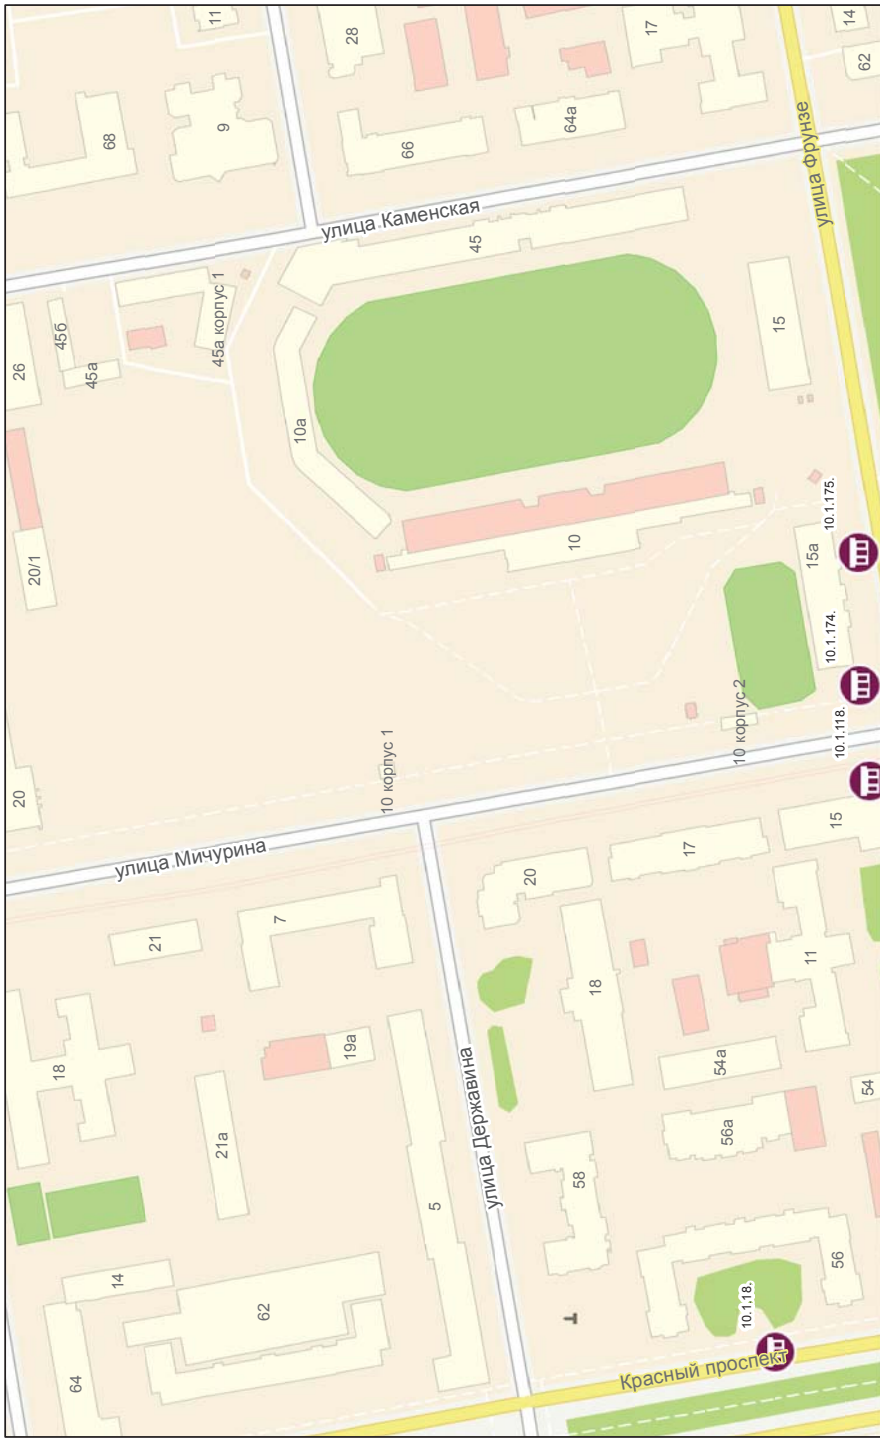 11
28
17
14
62
68
9
66
64а
улица Фрунзе
улица Каменская
45
26
45б
45а
45а корпус 1
10а
15
20/1
10
15а
10.1.175.
10.1.174.
10 корпус 2
10.1.118.
20
10 корпус 1
улица Мичурина
20
17
15
21
7
18
11
18
19а
54а
54
21а
5
улица Державина
58
56а
14
62
64
56
10.1.18.
Красный проспект